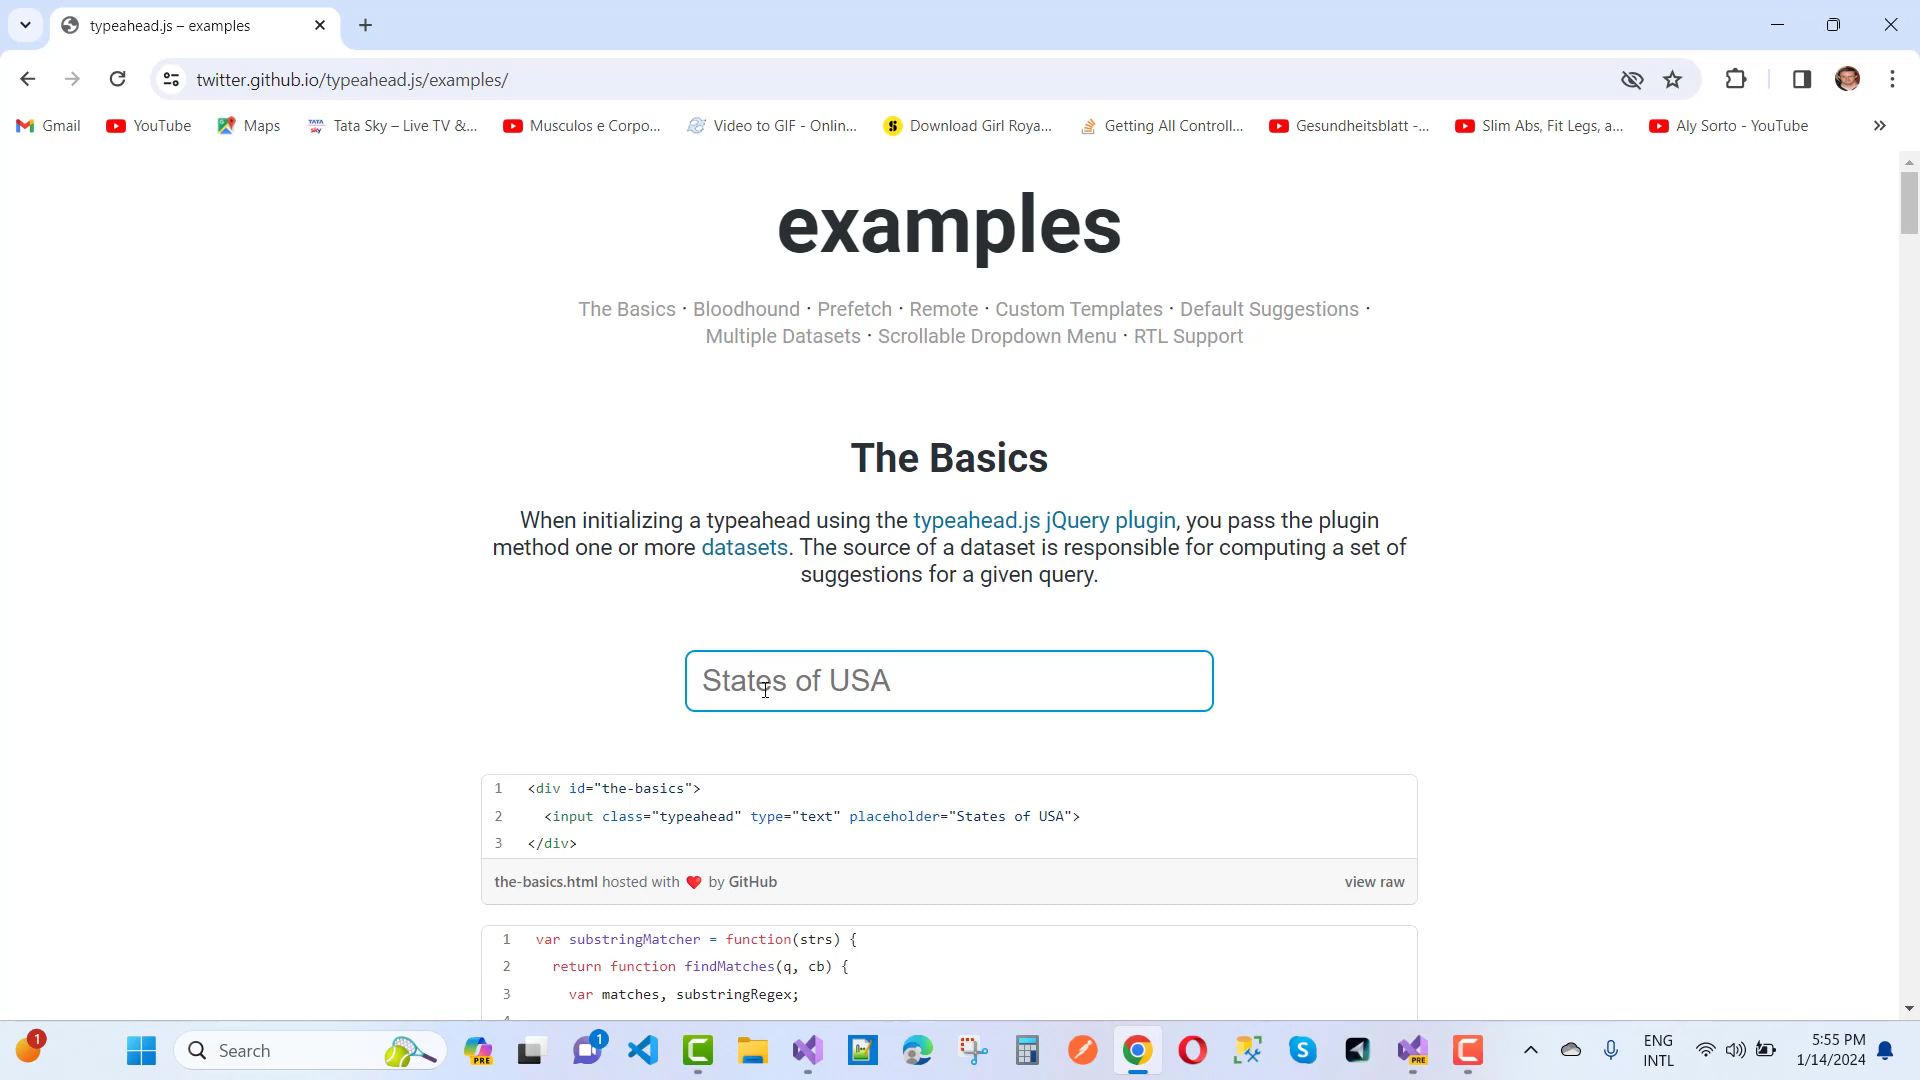 typeahead.js – examples
twitter.github.io/typeahead.js/examples/
Gmail
YouTube
Maps
TATA sky
Tata Sky – Live TV &...
Musculos e Corpo...
Video to GIF - Onlin...
Download Girl Roya...
Getting All Controll...
Gesundheitsblatt -...
Slim Abs, Fit Legs, a...
Aly Sorto - YouTube
examples
The Basics · Bloodhound · Prefetch · Remote · Custom Templates · Default Suggestions ·
Multiple Datasets · Scrollable Dropdown Menu · RTL Support
The Basics
When initializing a typeahead using the typeahead.js jQuery plugin, you pass the plugin
method one or more datasets. The source of a dataset is responsible for computing a set of
suggestions for a given query.
States of USA
1 <div id="the-basics">
2 <input class="typeahead" type="text" placeholder="States of USA">
3 </div>
the-basics.html hosted with ❤ by GitHub
view raw
1 var substringMatcher = function(strs) {
2 return function findMatches(q, cb) {
3 var matches, substringRegex;
4
1
Search
PRE
1
PRE
ENG
INTL
5:55 PM
1/14/2024